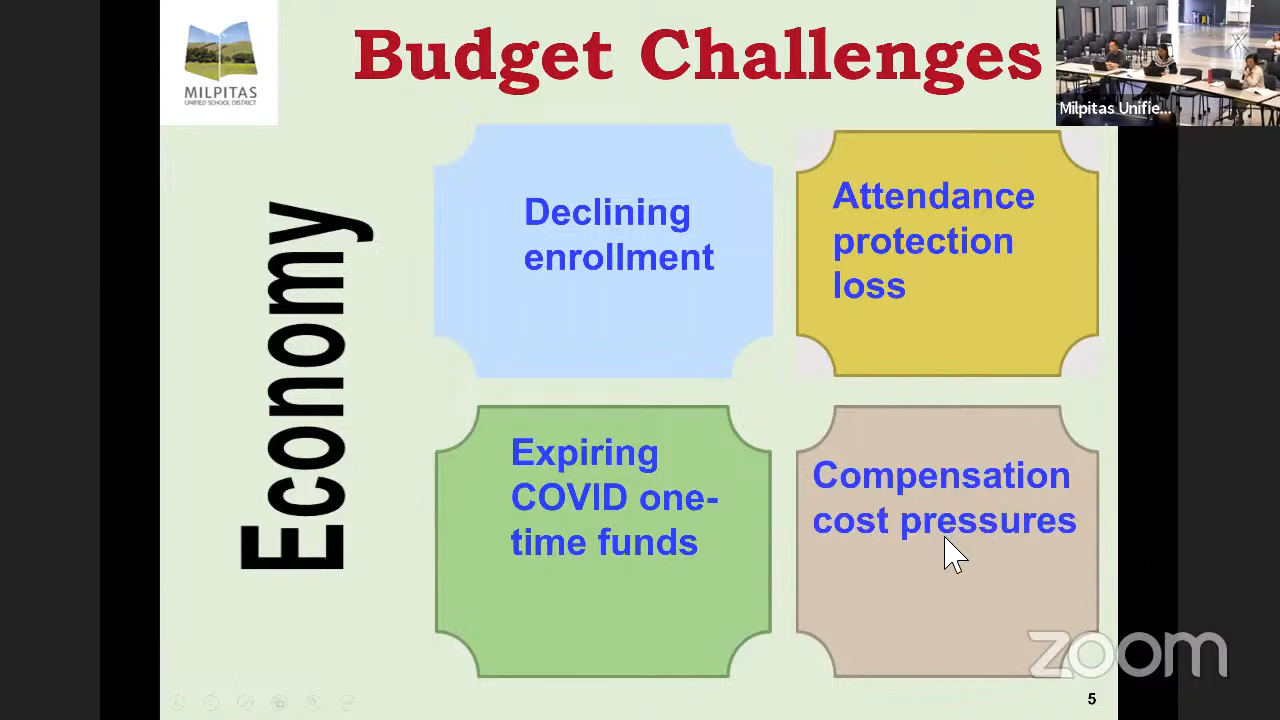 Budget Challenges
MILPITAS
UNIFIED SCHOOL DISTRICT
Milpitas Unifie...
Economy
Declining
enrollment
Attendance
protection
loss
Expiring
COVID one-
time funds
Compensation
cost pressures
zoom
5